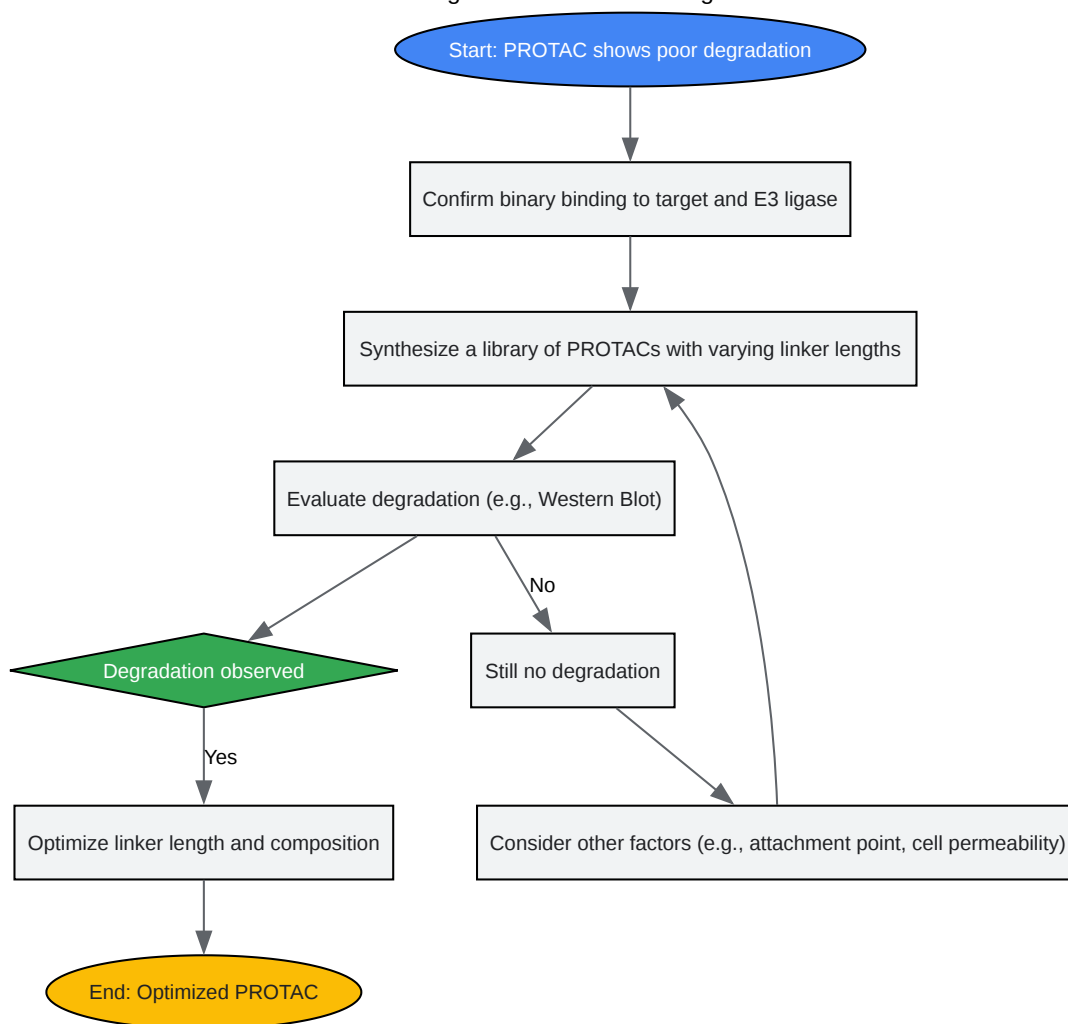 Start: PROTAC shows poor degradation
Confirm binary binding to target and E3 ligase
Synthesize a library of PROTACs with varying linker lengths
Evaluate degradation (e.g., Western Blot)
No
Degradation observed
Still no degradation
Yes
Optimize linker length and composition
Consider other factors (e.g., attachment point, cell permeability)
End: Optimized PROTAC